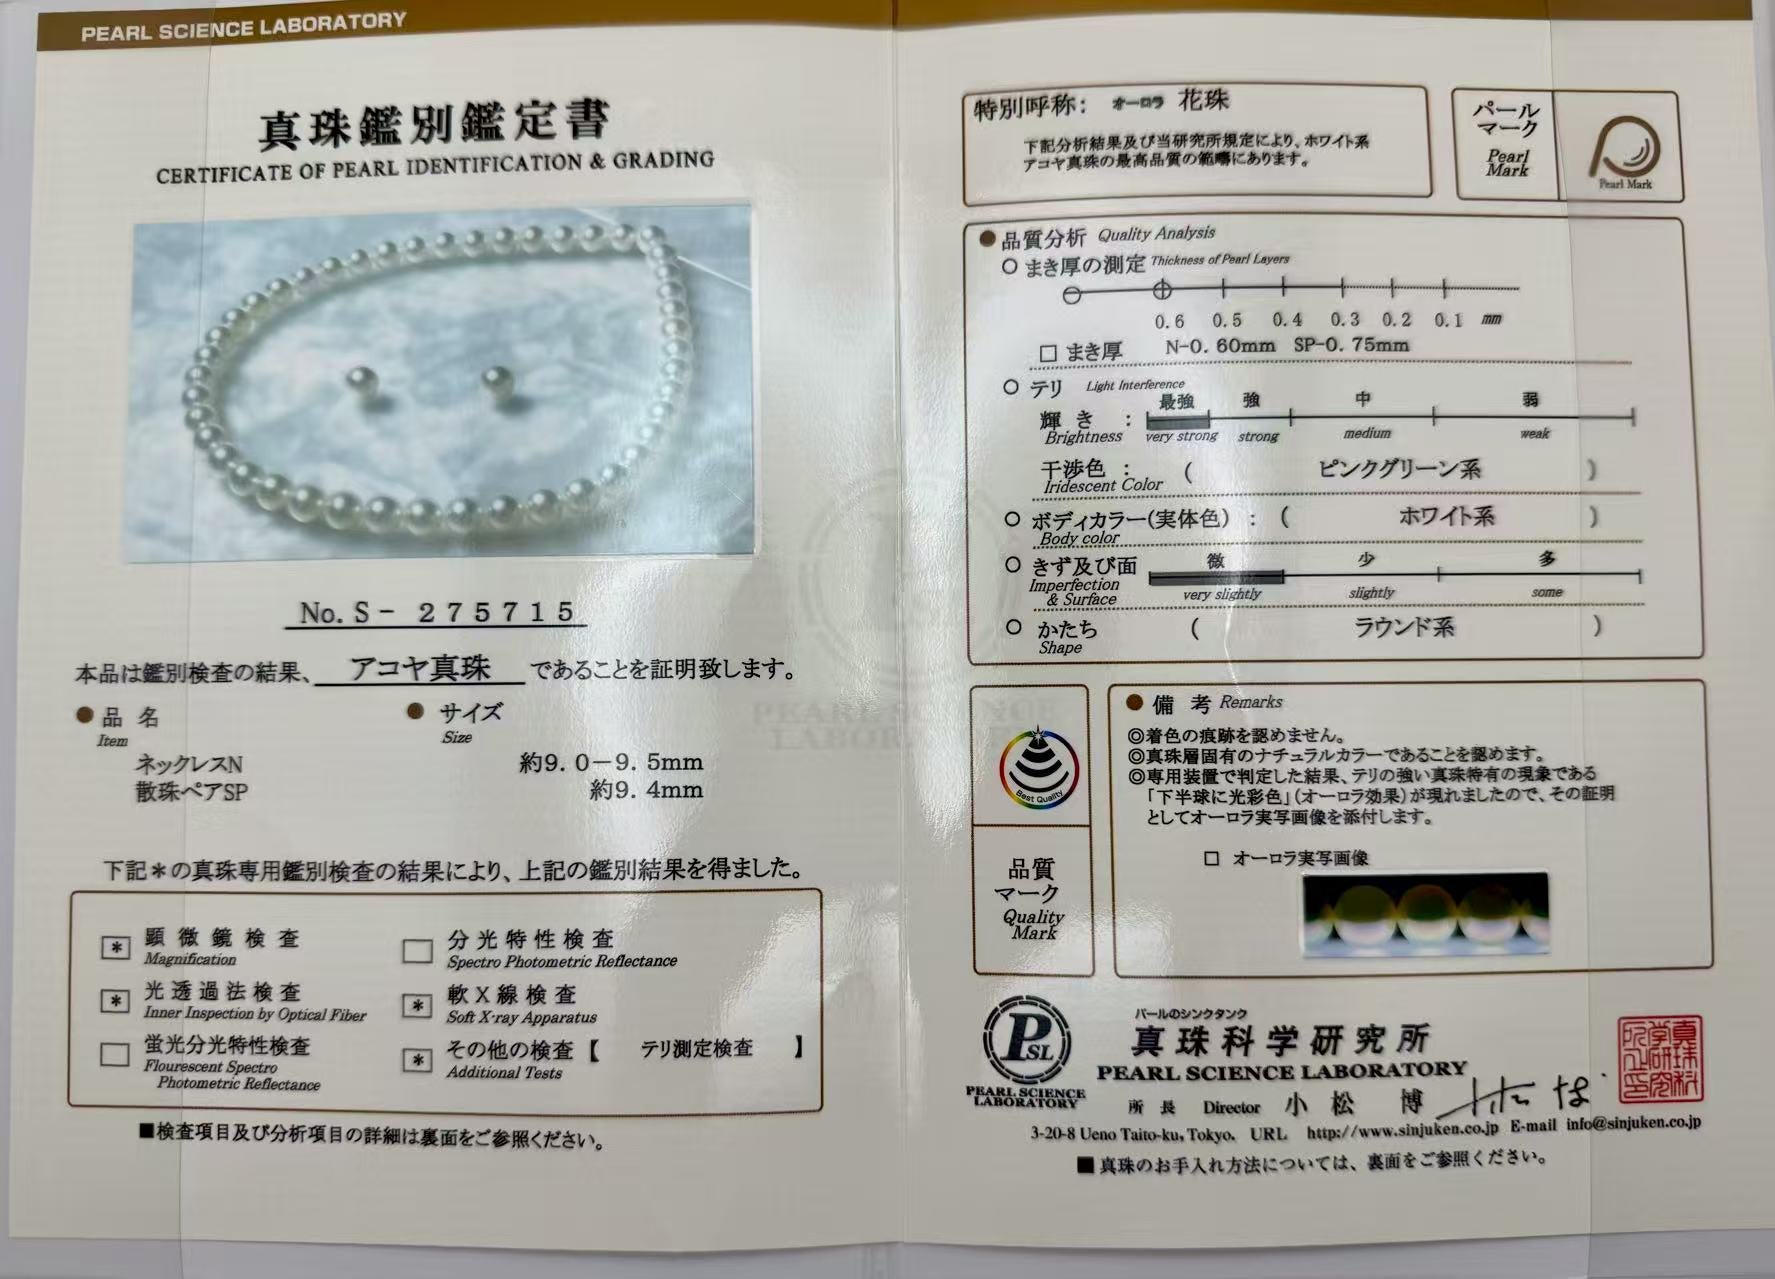 PEARL SCIENCE LABORATORY
真珠鑑別鑑定書
CERTIFICATE OF PEARL IDENTIFICATION & GRADING
No. S - 275715
本品は鑑別検査の結果、 アコヤ真珠 であることを証明致します。
品 名 サイズ
Item Size
ネックレスN 約9.0－9.5mm
散珠ペアSP 約9.4mm
下記＊の真珠専用鑑別検査の結果により、上記の鑑別結果を得ました。
* 顕微鏡検査
Magnification
* 光透過法検査
Inner Inspection by Optical Fiber
蛍光分光特性検査
Flourescent Spectro
Photometric Reflectance
分光特性検査
Spectro Photometric Reflectance
* 軟X線検査
Soft X-ray Apparatus
* その他の検査【 テリ測定検査 】
Additional Tests
■検査項目及び分析項目の詳細は裏面をご参照ください。
PEARL SCIENCE
LABORATORY
特別呼称： オーロラ 花珠
下記分析結果及び当研究所規定により、ホワイト系
アコヤ真珠の最高品質の範疇にあります。
パール
マーク
Pearl
Mark
Pearl Mark
品質分析 Quality Analysis
まき厚の測定 Thickness of Pearl Layers
0.6 0.5 0.4 0.3 0.2 0.1 mm
□ まき厚 N-0.60mm SP-0.75mm
テリ Light Interference
最強 強 中 弱
輝 き ：
Brightness very strong strong medium weak
干渉色 ： ( ピンクグリーン系 )
Iridescent Color
ボディカラー(実体色) ： ( ホワイト系 )
Body color
微 少 多
きず及び面
Imperfection
& Surface very slightly slightly some
かたち ( ラウンド系 )
Shape
Best Quality
品質
マーク
Quality
Mark
備 考 Remarks
◎着色の痕跡を認めません。
◎真珠層固有のナチュラルカラーであることを認めます。
◎専用装置で判定した結果、テリの強い真珠特有の現象である
「下半球に光彩色」(オーロラ効果)が現れましたので、その証明
としてオーロラ実写画像を添付します。
□ オーロラ実写画像
PSL
PEARL SCIENCE
LABORATORY
パールのシンクタンク
真珠科学研究所
PEARL SCIENCE LABORATORY
所 長 Director 小 松 博
3-20-8 Ueno Taito-ku, Tokyo. URL http://www.sinjuken.co.jp E-mail info@sinjuken.co.jp
■ 真珠のお手入れ方法については、裏面をご参照ください。